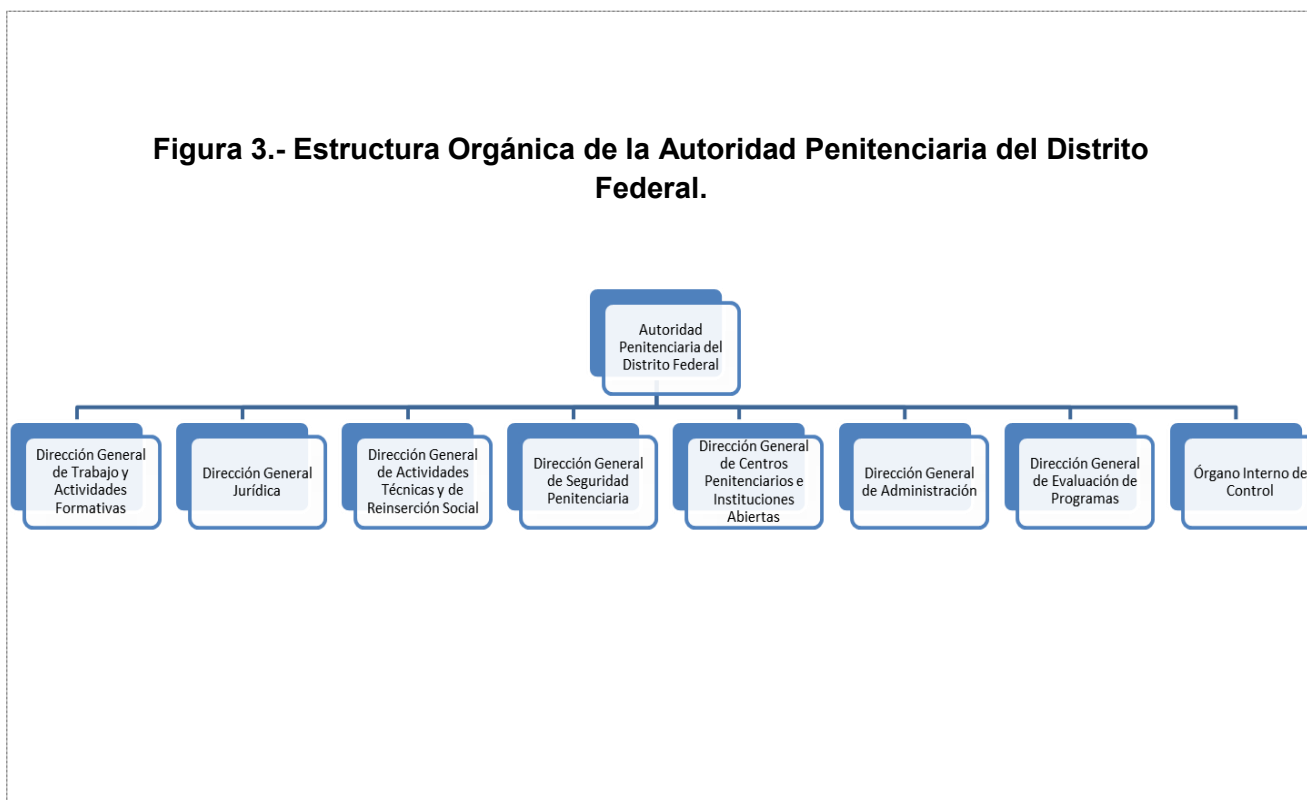 Figura 3.- Estructura Orgánica de la Autoridad Penitenciaria del Distrito
Federal.
Autoridad
Penitenciaria del
Distrito Federal
Dirección General
de Trabajo y
Actividades
Formativas
Dirección General
Jurídica
Dirección General
de Actividades
Técnicas y de
Reinserción Social
Dirección General
de Seguridad
Penitenciaria
Dirección General
de Centros
Penitenciarios e
Instituciones
Abiertas
Dirección General
de Administración
Dirección General
de Evaluación de
Programas
Órgano Interno de
Control